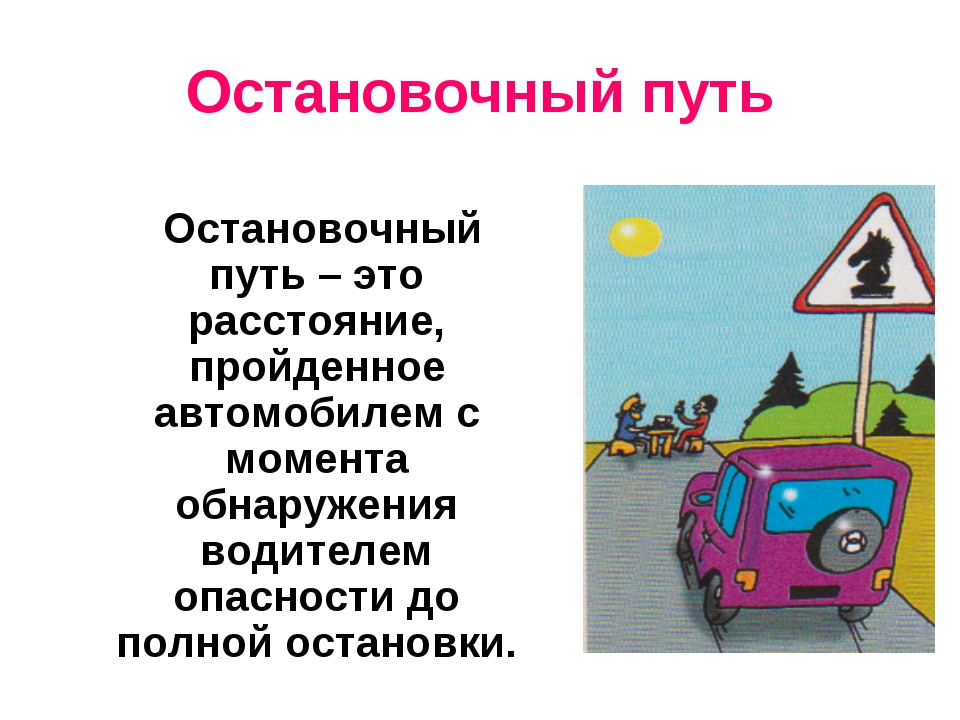 Остановочный путь
Остановочный
путь – это
расстояние,
пройденное
автомобилем с
момента
обнаружения
водителем
опасности до
полной остановки.